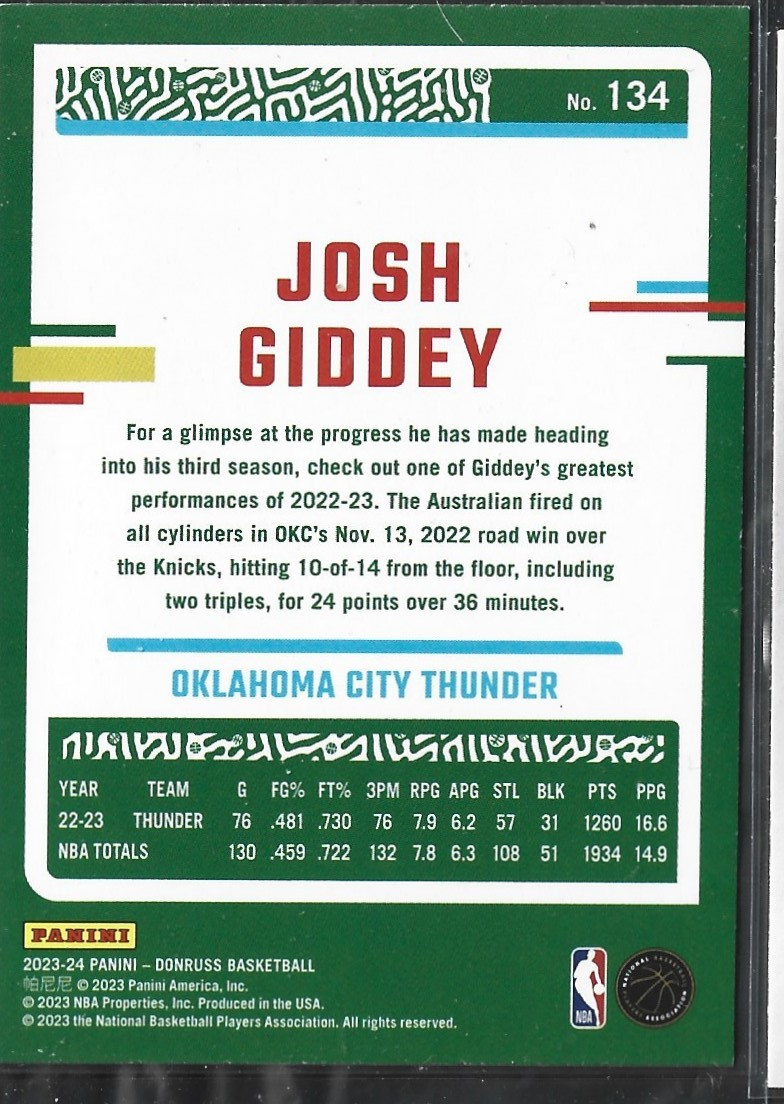 No. 134
JOSH
GIDDEY
For a glimpse at the progress he has made heading
into his third season, check out one of Giddey's greatest
performances of 2022-23. The Australian fired on
all cylinders in OKC's Nov. 13, 2022 road win over
the Knicks, hitting 10-of-14 from the floor, including
two triples, for 24 points over 36 minutes.
OKLAHOMA CITY THUNDER
YEAR TEAM G FG% FT% 3PM RPG APG STL BLK PTS PPG
22-23 THUNDER 76 .481 .730 76 7.9 6.2 57 31 1260 16.6
NBA TOTALS 130 .459 .722 132 7.8 6.3 108 51 1934 14.9
PANINI
2023-24 PANINI – DONRUSS BASKETBALL
帕尼尼 © 2023 Panini America, Inc.
© 2023 NBA Properties, Inc. Produced in the USA.
© 2023 the National Basketball Players Association. All rights reserved.
NBA
NATIONAL BASKETBALL
PLAYERS ASSOCIATION